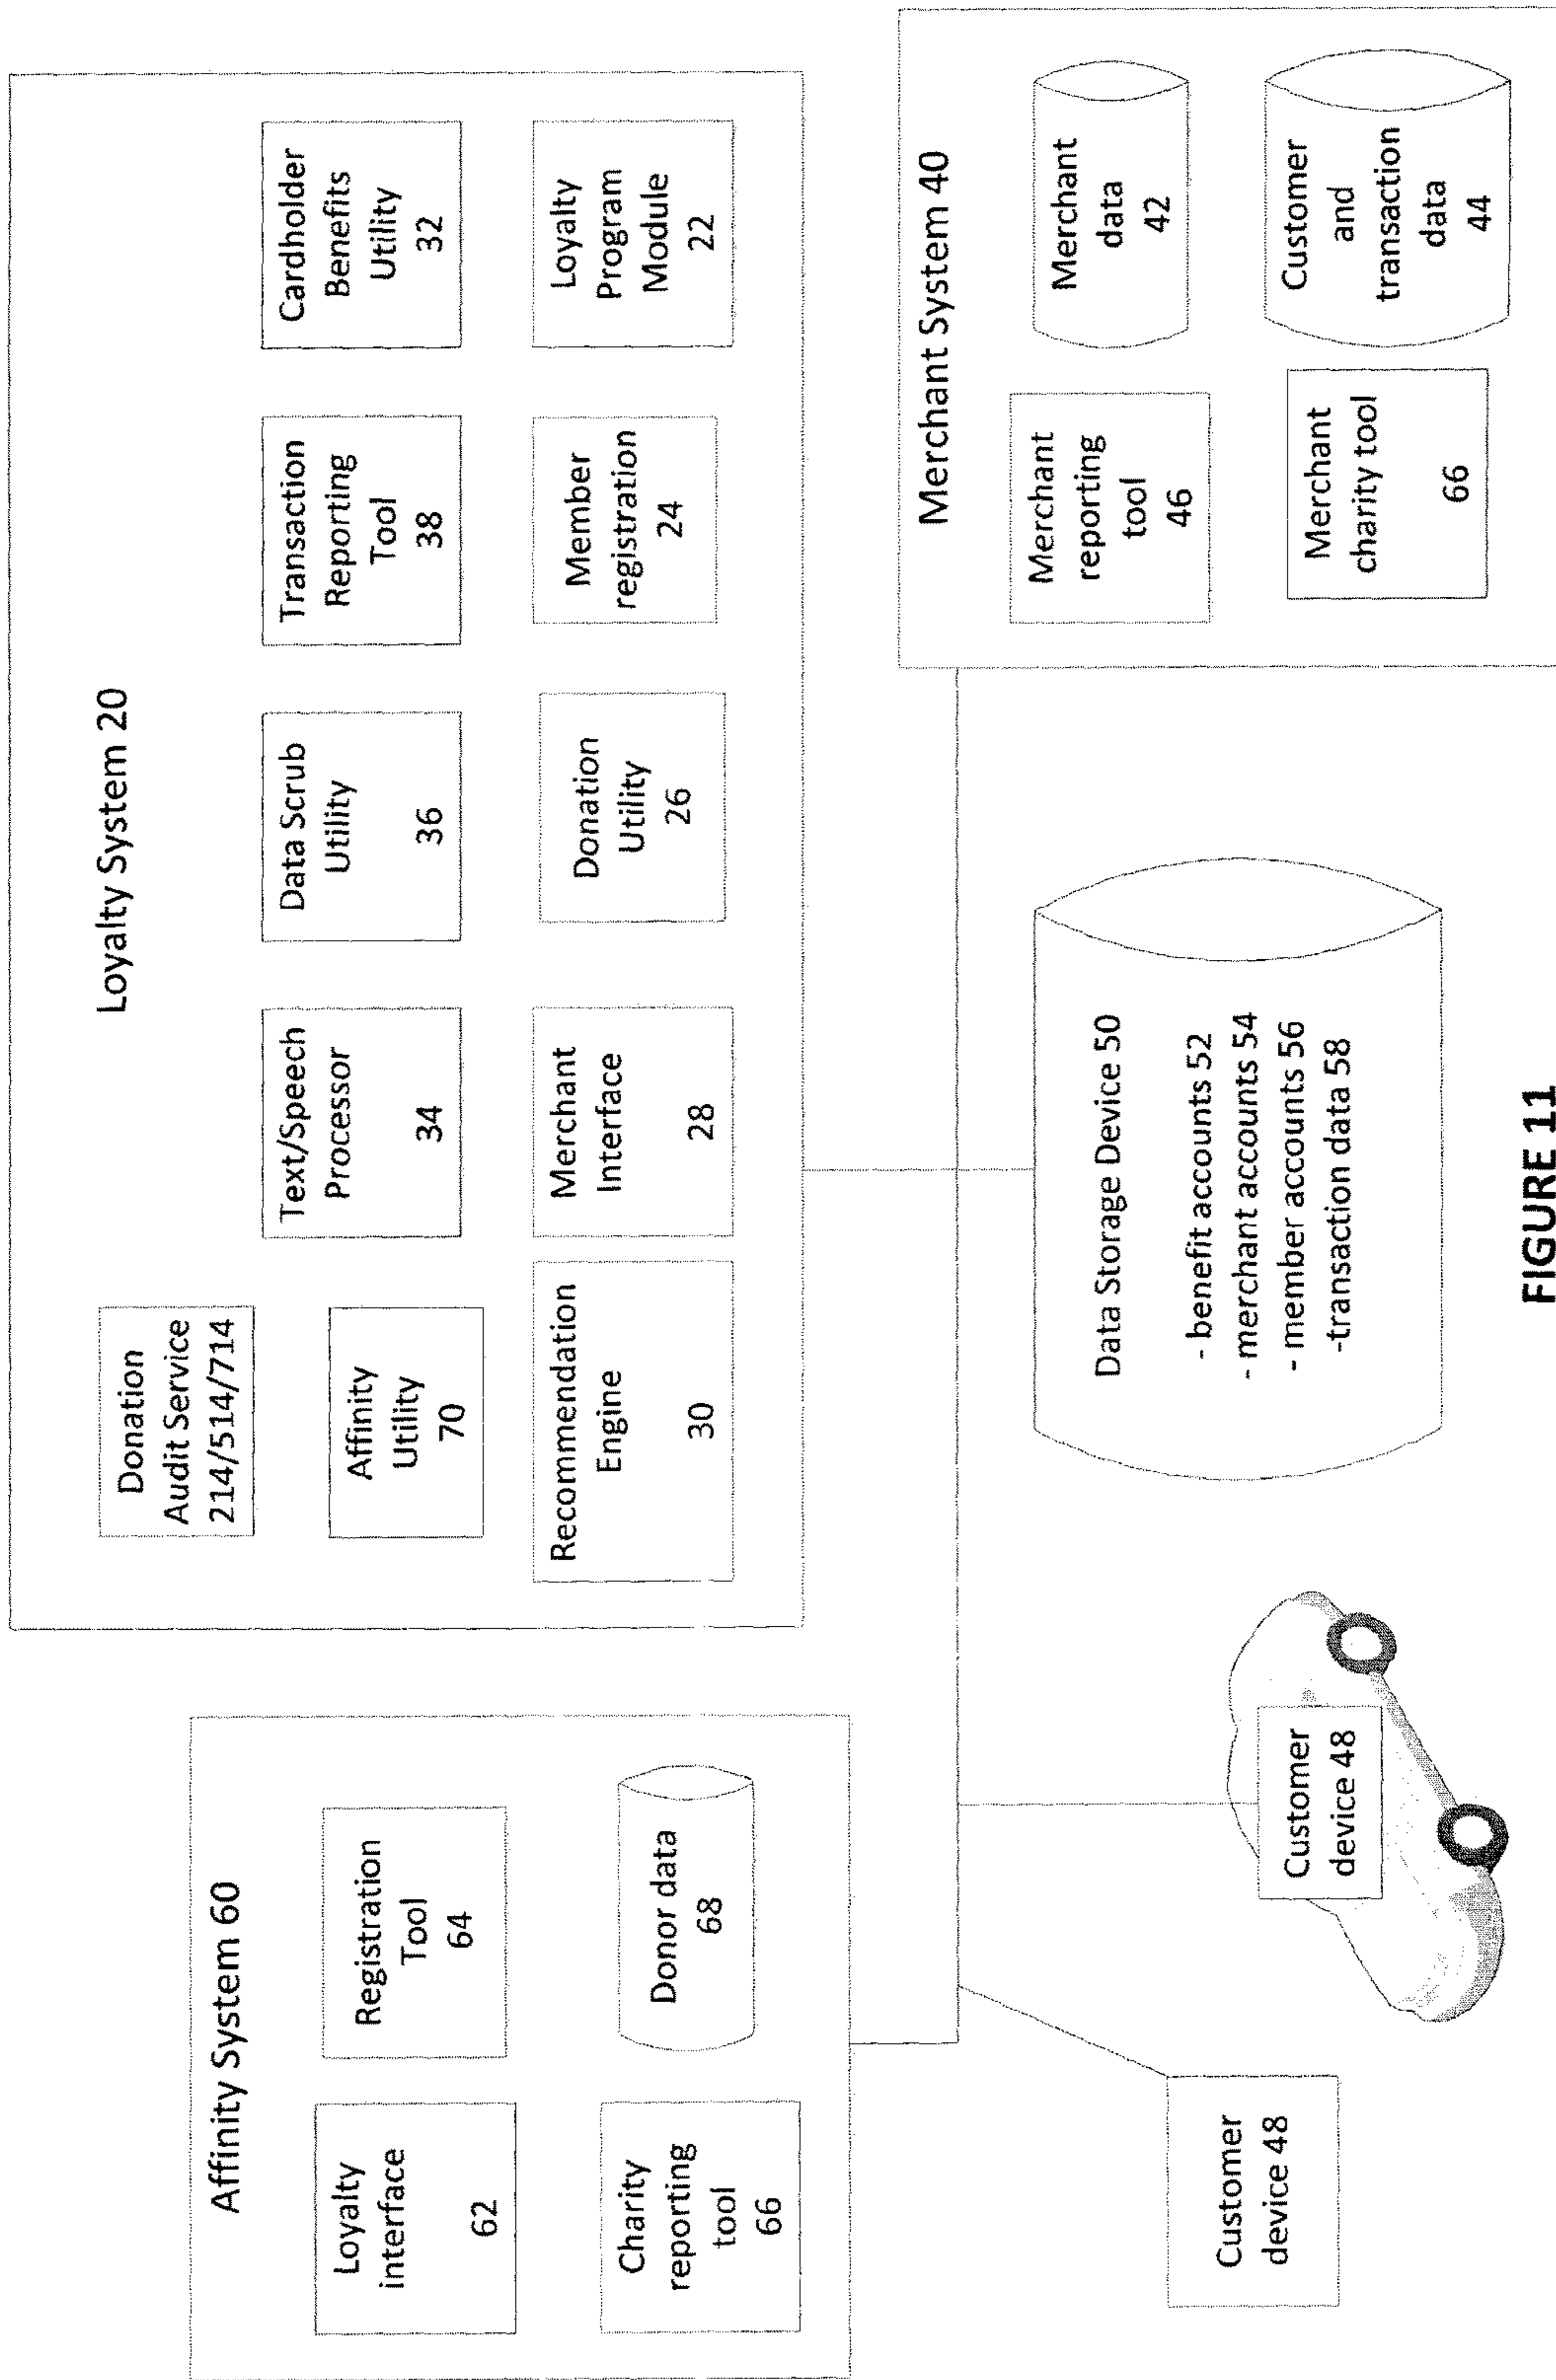 Affinity System 60
Loyalty
interface
62
Registration
Tool
64
Charity
reporting
tool
66
Donor data
68
Loyalty System 20
Donation
Audit Service
214/514/714
Affinity
Utility
70
Text/Speech
Processor
34
Data Scrub
Utility
36
Transaction
Reporting
Tool
38
Cardholder
Benefits
Utility
32
Recommendation
Engine
30
Merchant
Interface
28
Donation
Utility
26
Member
registration
24
Loyalty
Program
Module
22
Customer
device 48
Customer
device 48
Data Storage Device 50
- benefit accounts 52
- merchant accounts 54
- member accounts 56
-transaction data 58
Merchant System 40
Merchant
reporting
tool
46
Merchant
data
42
Merchant
charity tool
66
Customer
and
transaction
data
44
FIGURE 11